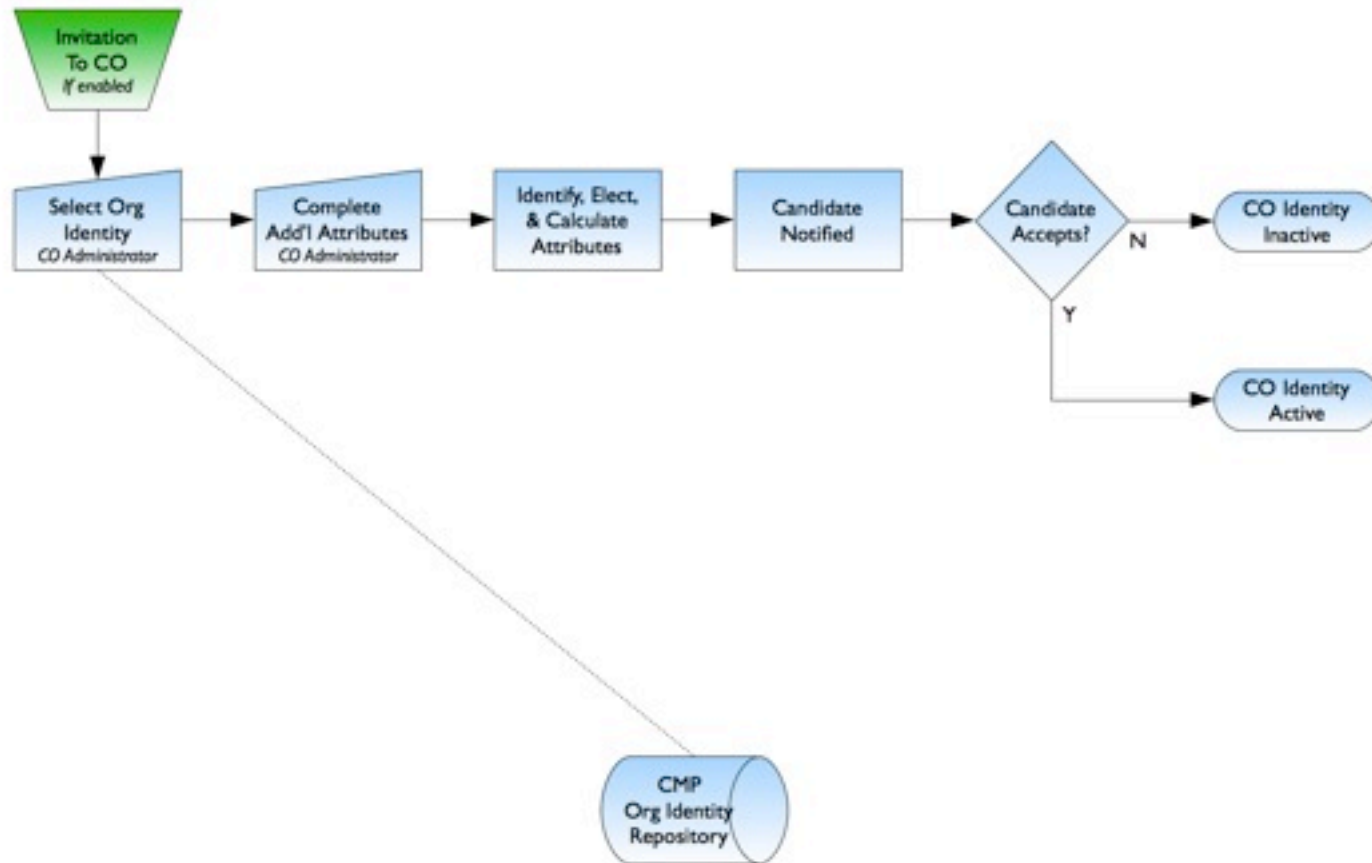 Invitation
To CO
If enabled
Select Org
Identity
CO Administrator
Complete
Add'l Attributes
CO Administrator
Identify, Elect,
& Calculate
Attributes
Candidate
Notified
Candidate
Accepts?
N
CO Identity
Inactive
Y
CO Identity
Active
CMP
Org Identity
Repository